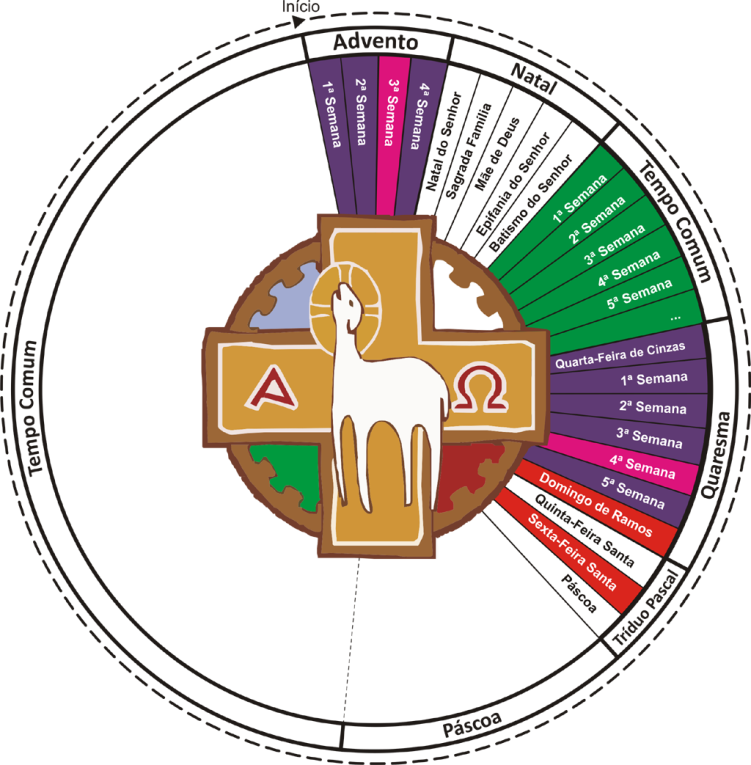 Início
Advento
1ª Semana
2ª Semana
3ª Semana
4ª Semana
Natal
Natal do Senhor
Sagrada Família
Mãe de Deus
Epifania do Senhor
Batismo do Senhor
Tempo Comum
1ª Semana
2ª Semana
3ª Semana
4ª Semana
5ª Semana
...
Quaresma
Quarta-Feira de Cinzas
1ª Semana
2ª Semana
3ª Semana
4ª Semana
5ª Semana
Domingo de Ramos
Tríduo Pascal
Quinta-Feira Santa
Sexta-Feira Santa
Páscoa
Páscoa
Tempo Comum
Α
Ω